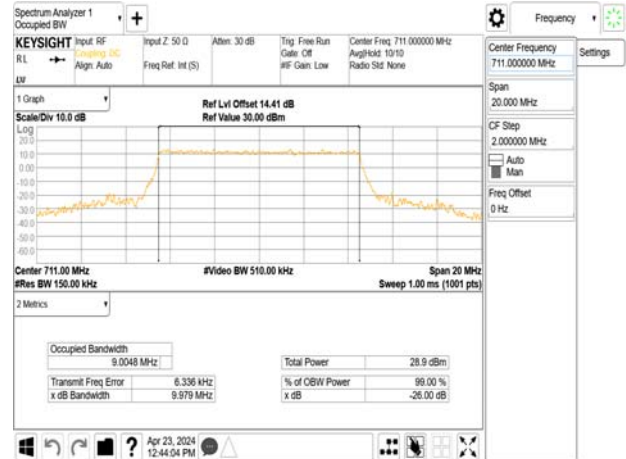 Spectrum Analyzer 1
Occupied BW
Frequency
KEYSIGHT Input: RF Input Z: 50 Ω Atten: 30 dB Trig: Free Run Center Freq: 711.000000 MHz
RL Coupling: DC Gate: Off Avg|Hold: 10/10
Align: Auto Freq Ref: Int (S) #IF Gain: Low Radio Std: None
LW
Center Frequency
711.000000 MHz
Settings
Span
20.000 MHz
CF Step
2.000000 MHz
Auto
Man
Freq Offset
0 Hz
1 Graph
Ref Lvl Offset 14.41 dB
Scale/Div 10.0 dB Ref Value 30.00 dBm
Log
20.0
10.0
0.00
-10.0
-20.0
-30.0
-40.0
-50.0
-60.0
Center 711.00 MHz #Video BW 510.00 kHz Span 20 MHz
#Res BW 150.00 kHz Sweep 1.00 ms (1001 pts)
2 Metrics
Occupied Bandwidth
9.0048 MHz Total Power 28.9 dBm
Transmit Freq Error 6.336 kHz % of OBW Power 99.00 %
x dB Bandwidth 9.979 MHz x dB -26.00 dB
Apr 23, 2024
12:44:04 PM